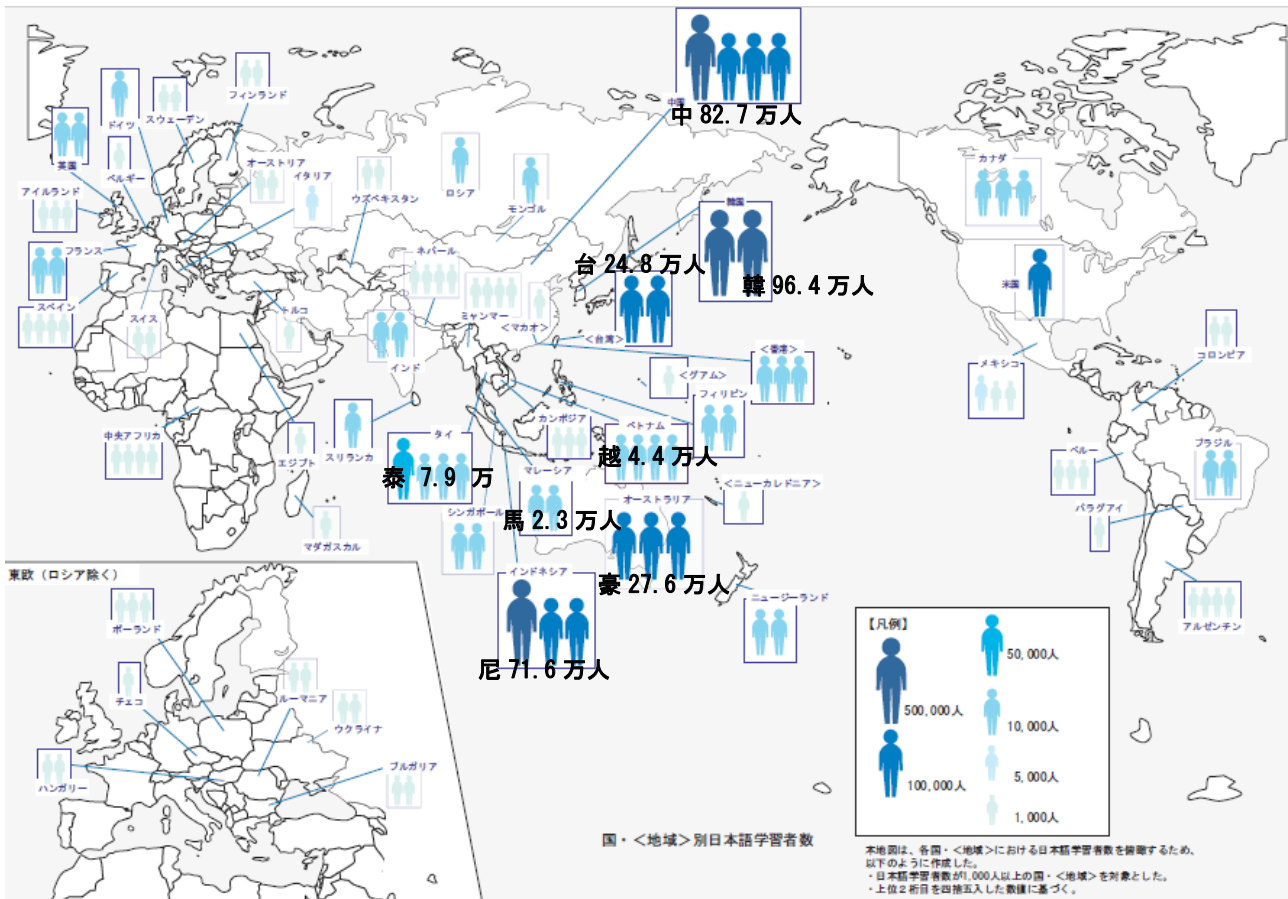 フィンランド
ドイツ
スウェーデン
英国
ベルギー
オーストリア
イタリア
アイルランド
ウズベキスタン
ロシア
モンゴル
中国
中 82.7 万人
カナダ
韓国
韓 96.4 万人
台 24.8 万人
米国
フランス
スペイン
スイス
トルコ
ネパール
ミャンマー
<マカオ>
<台湾>
インド
<香港>
<グアム>
フィリピン
メキシコ
コロンビア
中央アフリカ
エジプト
スリランカ
タイ
泰 7.9 万
カンボジア
ベトナム
越 4.4 万人
マレーシア
馬 2.3 万人
シンガポール
オーストラリア
豪 27.6 万人
<ニューカレドニア>
ペルー
ブラジル
パラグアイ
マダガスカル
インドネシア
尼 71.6 万人
ニュージーランド
アルゼンチン
東欧（ロシア除く）
ポーランド
チェコ
ルーマニア
ウクライナ
ハンガリー
ブルガリア
【凡例】
500,000人
100,000人
50,000人
10,000人
5,000人
1,000人
国・<地域>別日本語学習者数
本地図は、各国・<地域>における日本語学習者数を俯瞰するため、
以下のように作成した。
・日本語学習者数が1,000人以上の国・<地域>を対象とした。
・上位2桁目を四捨五入した数値に基づく。